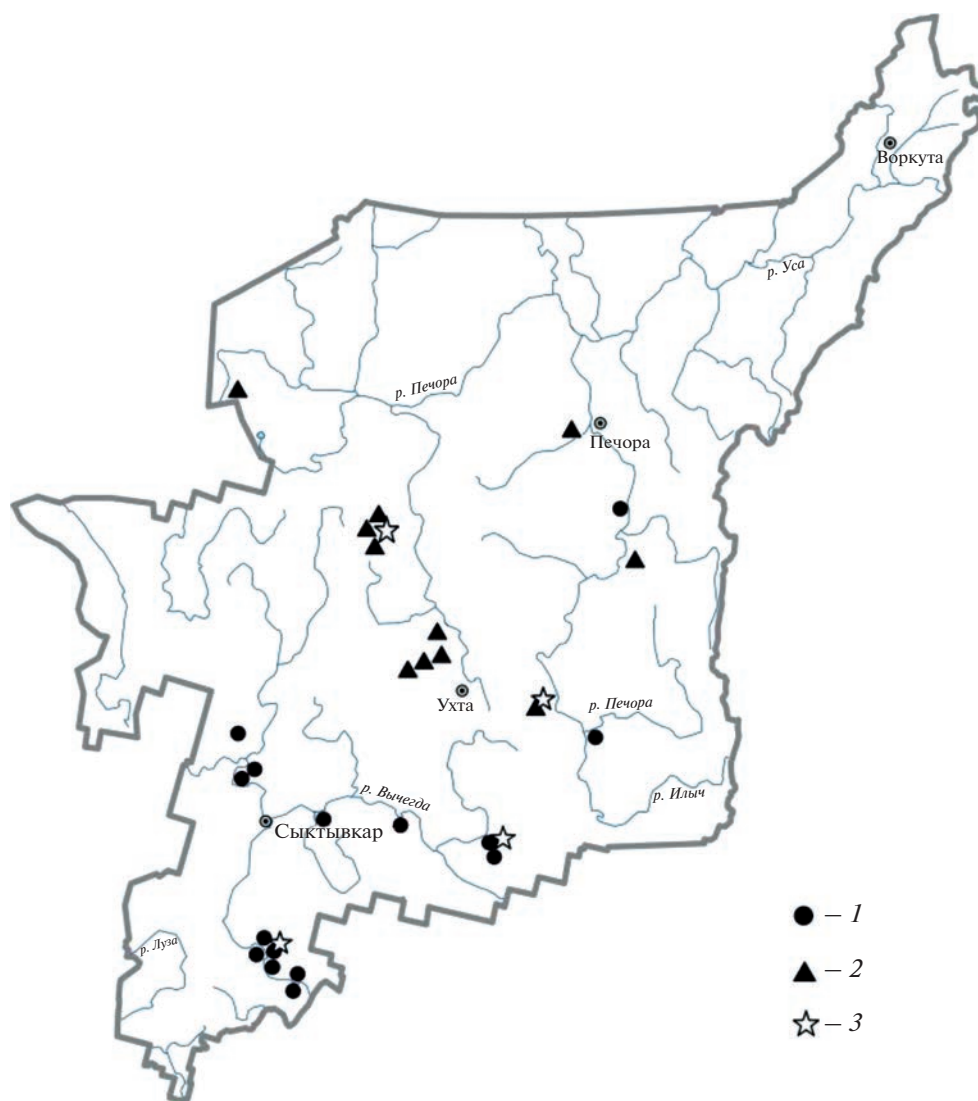 Воркута
р. Уса
р. Печора
Печора
Ухта
р. Печора
р. Илыч
р. Вычегда
Сыктывкар
р. Луза
– 1
– 2
– 3